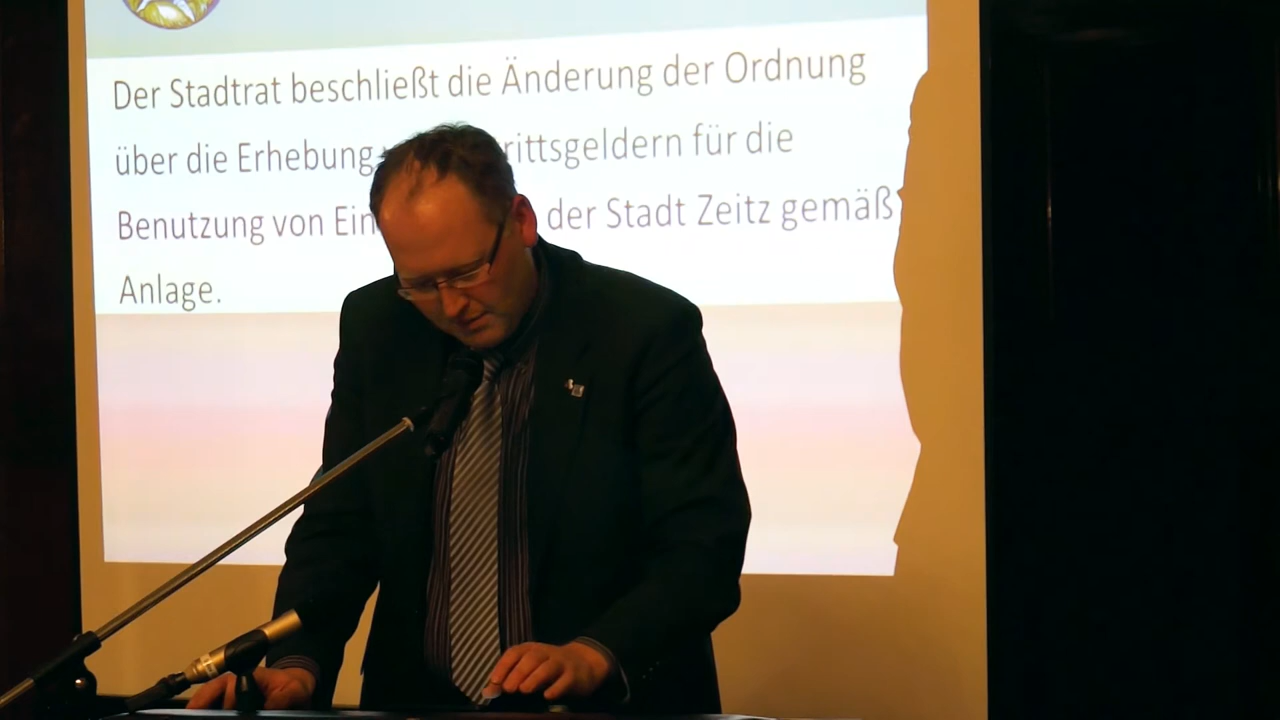 Der Stadtrat beschließt die Änderung der Ordnung
über die Erhebung rittsgeldern für die
Benutzung von Ein der Stadt Zeitz gemäß
Anlage.